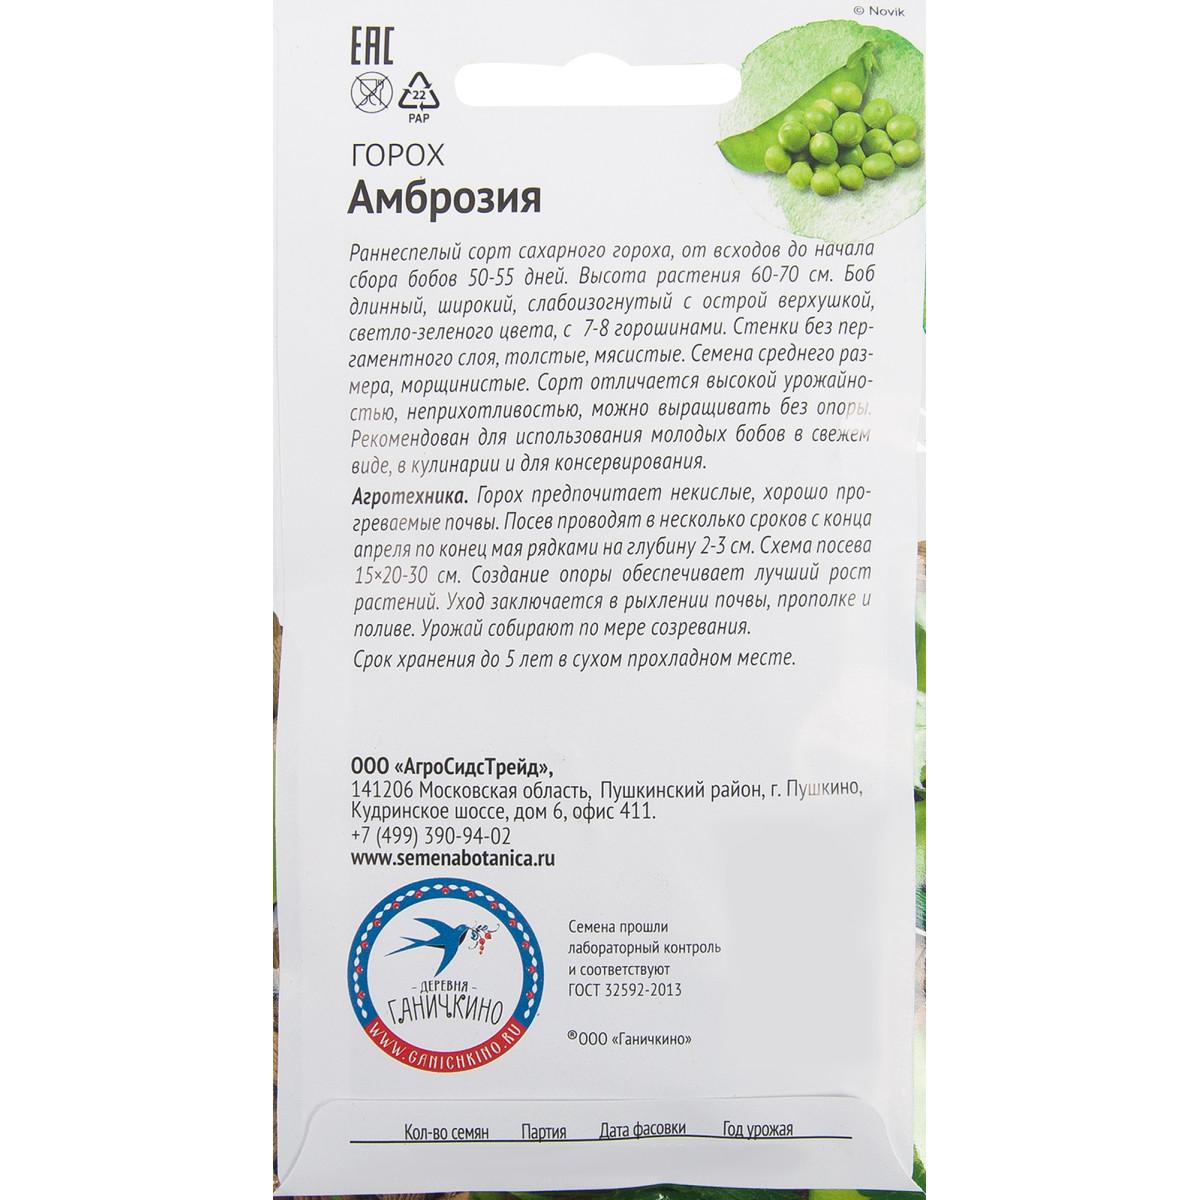 © Novik
ЕАС
22
PAP
ГОРОХ
Амброзия
Раннеспелый сорт сахарного гороха, от всходов до начала
сбора бобов 50-55 дней. Высота растения 60-70 см. Боб
длинный, широкий, слабоизогнутый с острой верхушкой,
светло-зеленого цвета, с 7-8 горошинами. Стенки без пер-
гаментного слоя, толстые, мясистые. Семена среднего раз-
мера, морщинистые. Сорт отличается высокой урожайно-
стью, неприхотливостью, можно выращивать без опоры.
Рекомендован для использования молодых бобов в свежем
виде, в кулинарии и для консервирования.
Агротехника. Горох предпочитает некислые, хорошо про-
греваемые почвы. Посев проводят в несколько сроков с конца
апреля по конец мая рядками на глубину 2-3 см. Схема посева
15×20-30 см. Создание опоры обеспечивает лучший рост
растений. Уход заключается в рыхлении почвы, прополке и
поливе. Урожай собирают по мере созревания.
Срок хранения до 5 лет в сухом прохладном месте.
ООО «АгроСидсТрейд»,
141206 Московская область, Пушкинский район, г. Пушкино,
Кудринское шоссе, дом 6, офис 411.
+7 (499) 390-94-02
www.semenabotanica.ru
- ДЕРЕВНЯ -
ГАНИЧКИНО
WWW.GANICHKINO.RU
Семена прошли
лабораторный контроль
и соответствуют
ГОСТ 32592-2013
®ООО «Ганичкино»
Кол-во семян Партия Дата фасовки Год урожая